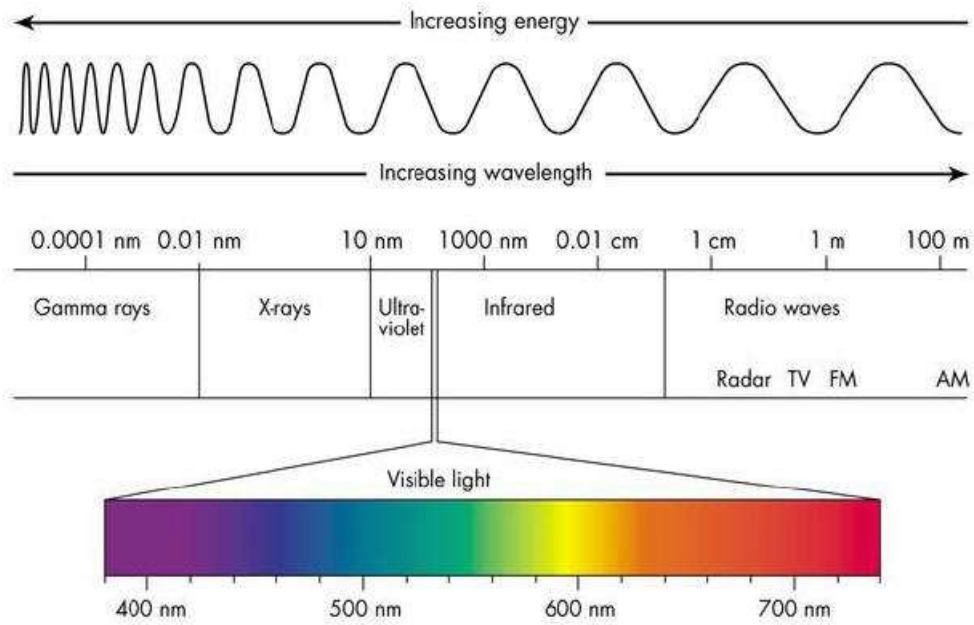 Increasing energy
Increasing wavelength
0.0001 nm 0.01 nm 10 nm 1000 nm 0.01 cm 1 cm 1 m 100 m
Gamma rays X-rays Ultra- Infrared Radio waves
violet
Radar TV FM AM
Visible light
400 nm 500 nm 600 nm 700 nm